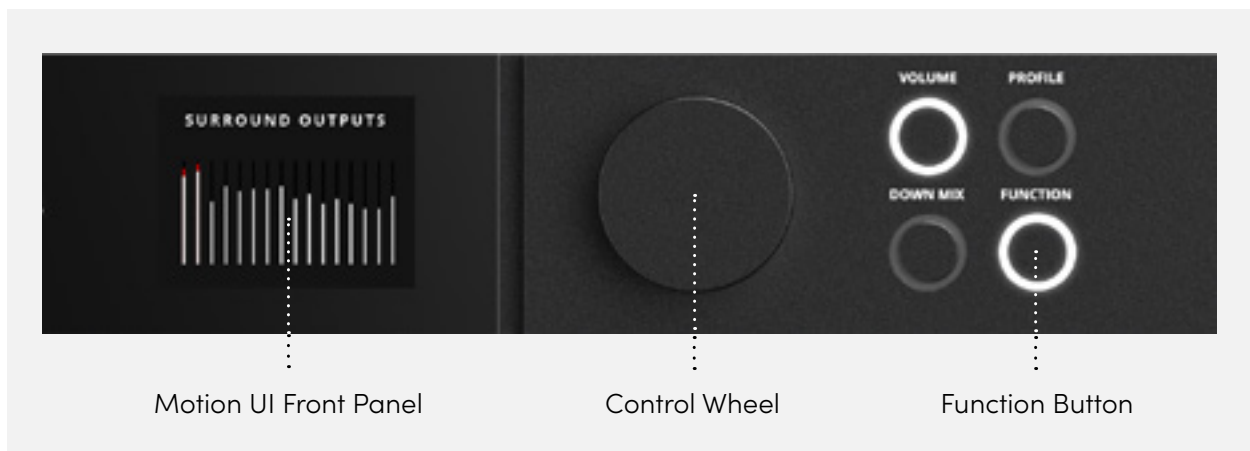 SURROUND OUTPUTS
VOLUME PROFILE
DOWN MIX FUNCTION
Motion UI Front Panel
Control Wheel
Function Button